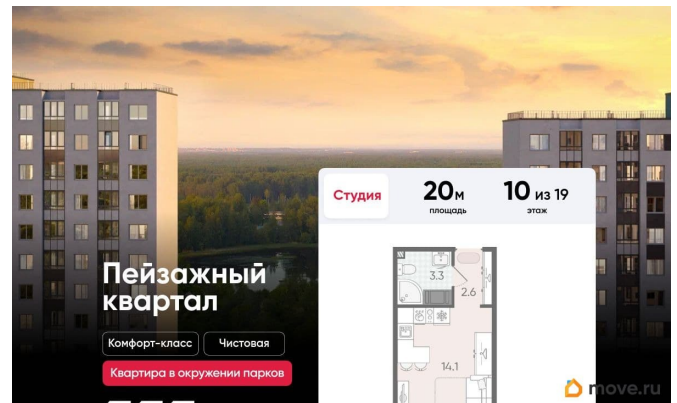 Студия
20м
площадь
10 из 19
этаж
Пейзажный
квартал
Комфорт-класс
Чистовая
Квартира в окружении парков
3.3
2.6
14.1
move.ru